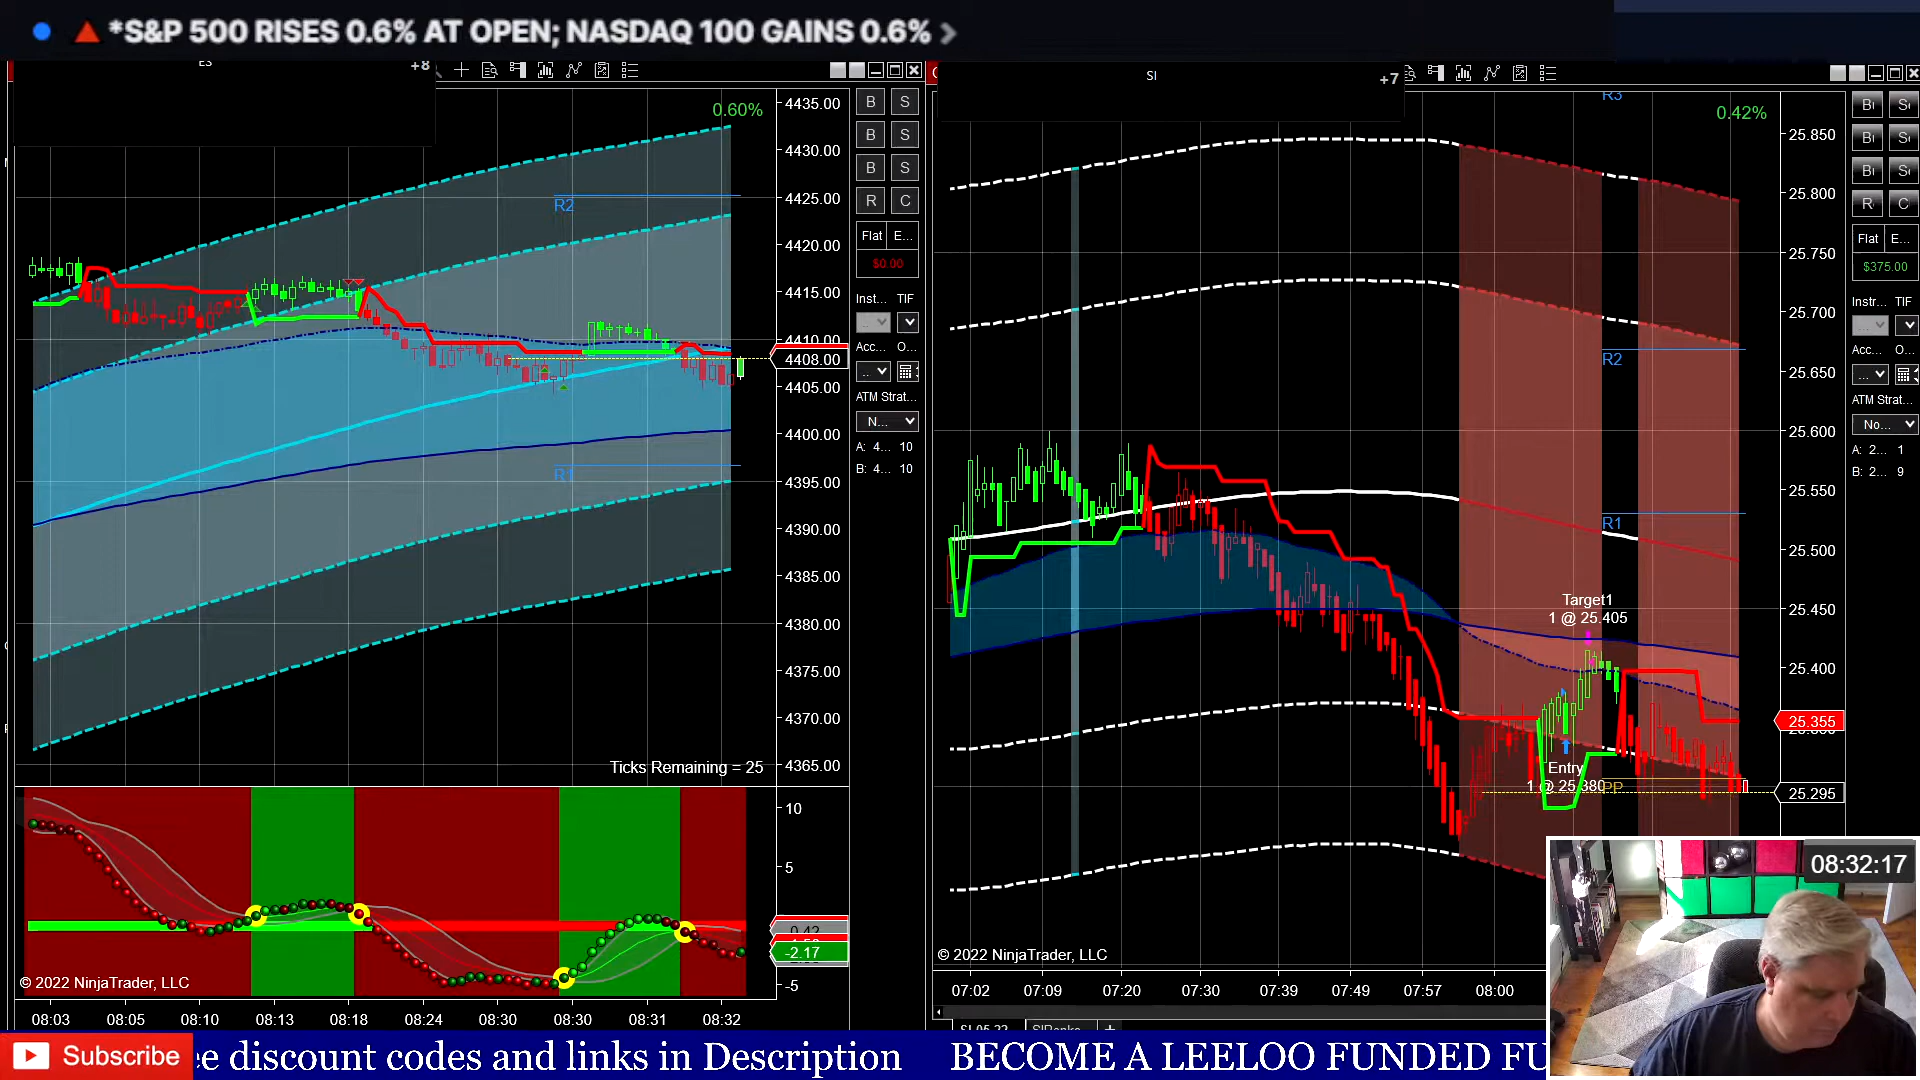 *S&P 500 RISES 0.6% AT OPEN; NASDAQ 100 GAINS 0.6%
ES
+8
0.60%
4435.00
4430.00
4425.00
4420.00
4415.00
4410.00
4408.00
4405.00
4400.00
4395.00
4390.00
4385.00
4380.00
4375.00
4370.00
4365.00
R2
R1
Ticks Remaining = 25
B S
B S
B S
R C
Flat E...
$0.00
Inst... TIF
Acc... O...
ATM Strat...
N...
A: 4... 10
B: 4... 10
10
5
0.42
-2.17
-5
© 2022 NinjaTrader, LLC
08:03 08:05 08:10 08:13 08:18 08:24 08:30 08:30 08:31 08:32
SI
+7
0.42%
R3
R2
R1
PP
Target1
1 @ 25.405
Entry
1 @ 25.380
25.850
25.800
25.750
25.700
25.650
25.600
25.550
25.500
25.450
25.400
25.355
25.295
Flat E...
$375.00
Instr... TIF
Acc... O...
ATM Strat...
No...
A: 2... 1
B: 2... 9
© 2022 NinjaTrader, LLC
07:02 07:09 07:20 07:30 07:39 07:49 07:57 08:00
SI 05-22
08:32:17
Subscribe
ee discount codes and links in Description
BECOME A LEELOO FUNDED FU